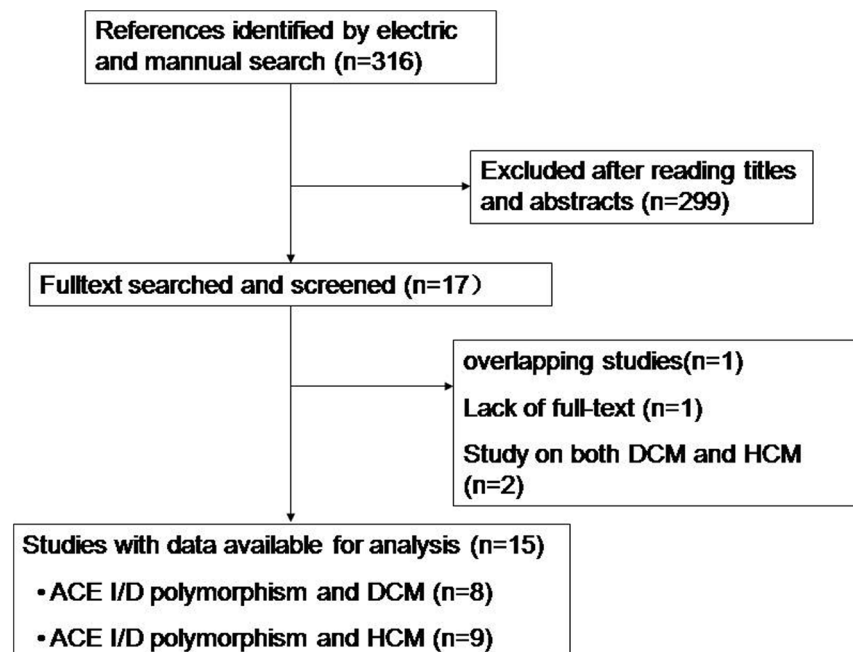 References identified by electric
and mannual search (n=316)
Excluded after reading titles
and abstracts (n=299)
Fulltext searched and screened (n=17）
overlapping studies(n=1)
Lack of full-text (n=1)
Study on both DCM and HCM
(n=2)
Studies with data available for analysis (n=15)
• ACE I/D polymorphism and DCM (n=8)
• ACE I/D polymorphism and HCM (n=9)